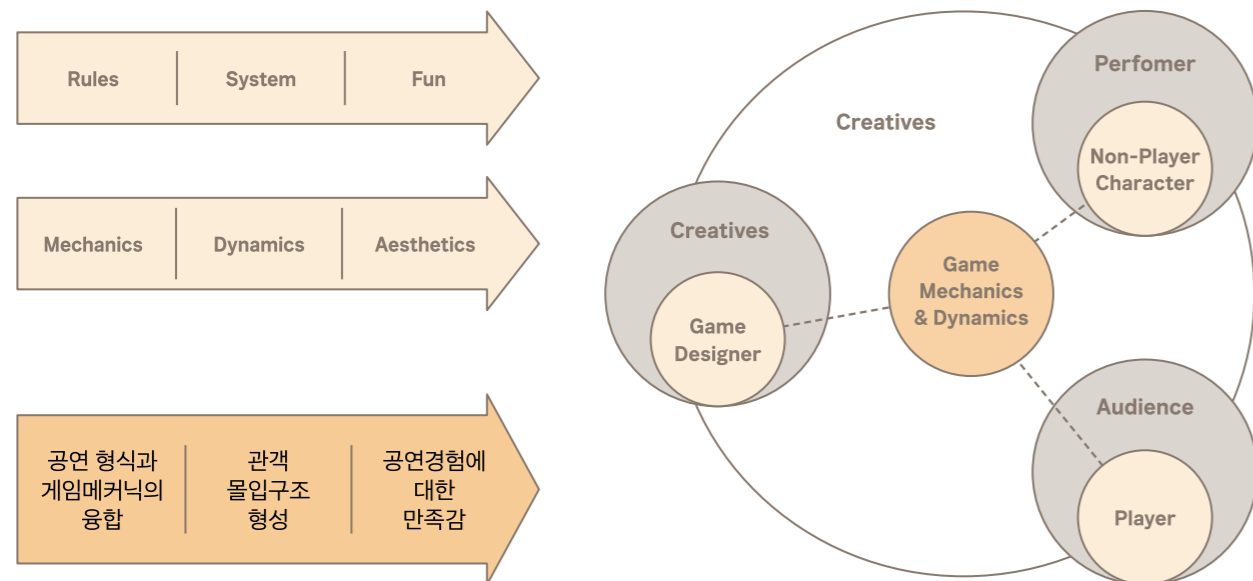 Rules
System
Fun
Mechanics
Dynamics
Aesthetics
공연 형식과
게임메커닉의
융합
관객
몰입구조
형성
공연경험에
대한
만족감
Creatives
Perfomer
Non-Player
Character
Creatives
Game
Designer
Game
Mechanics
& Dynamics
Audience
Player